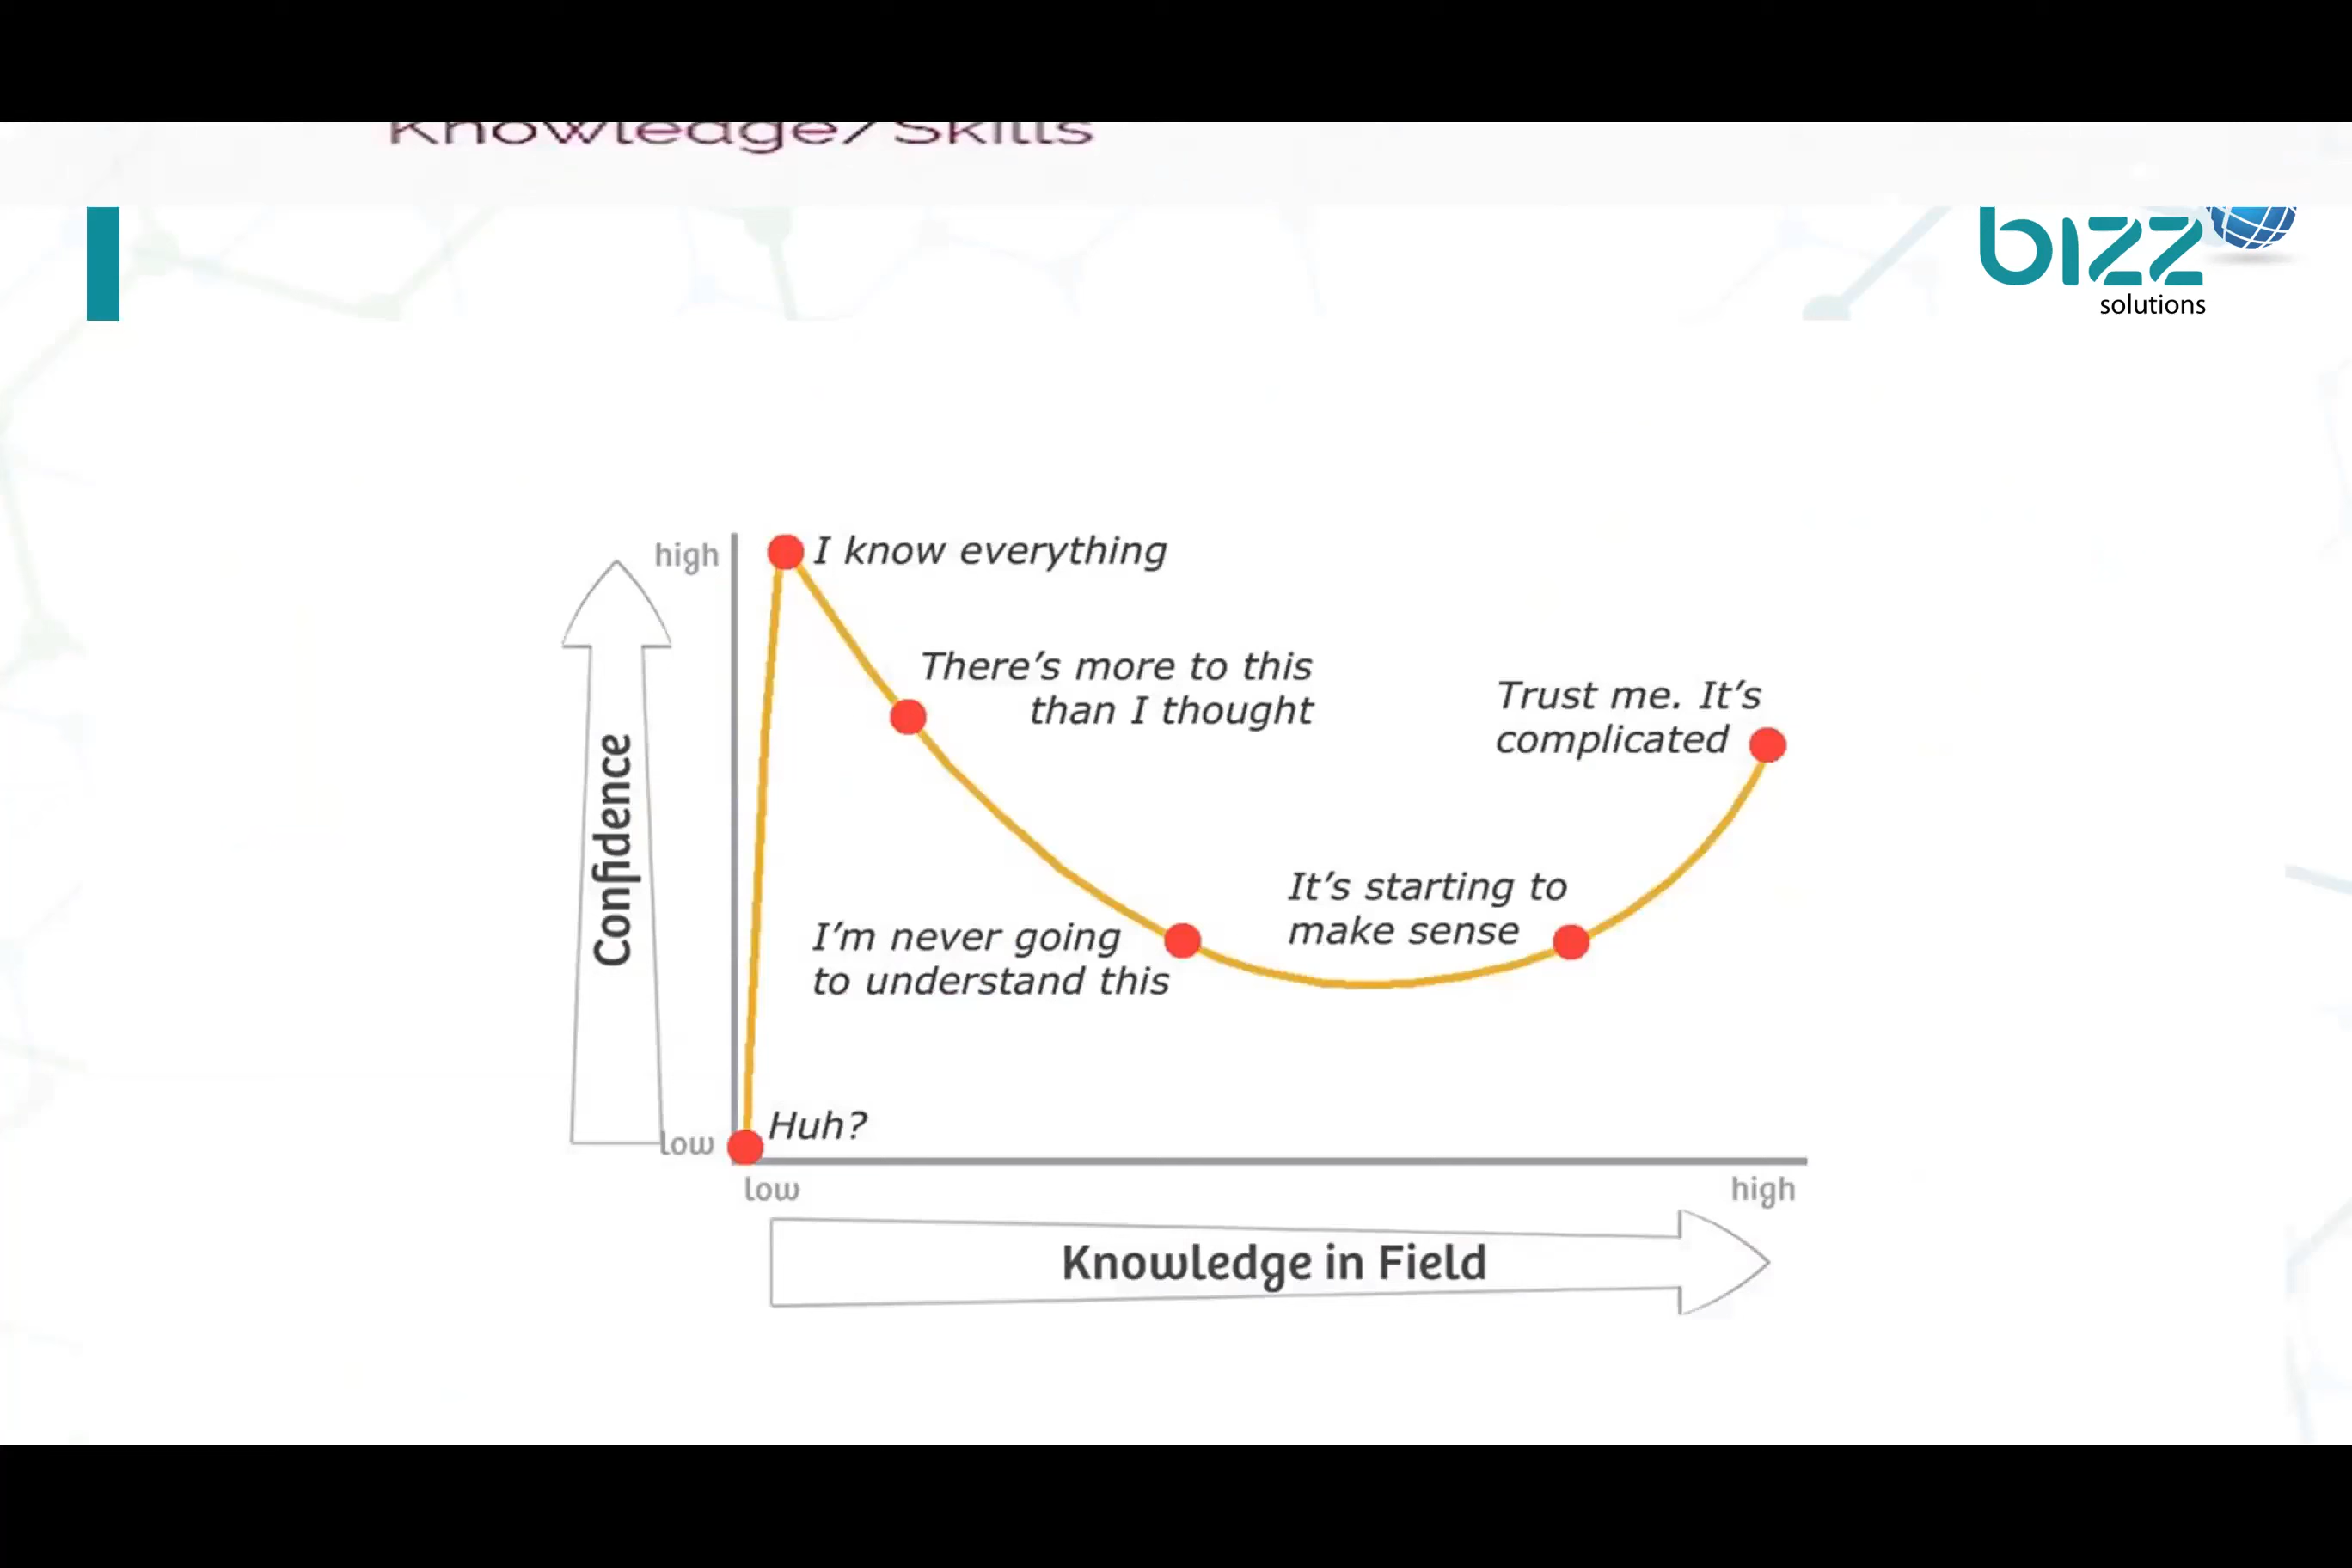 Knowledge/Skills
bizz
solutions
high
I know everything
There's more to this
than I thought
Trust me. It's
complicated
Confidence
It's starting to
make sense
I'm never going
to understand this
Huh?
low
low
high
Knowledge in Field